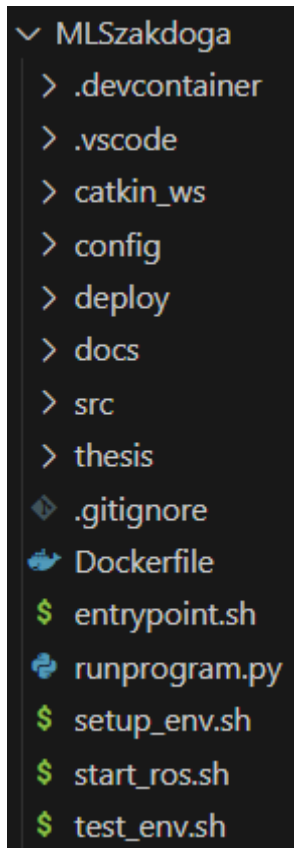 MLSzakdoga
.devcontainer
.vscode
catkin_ws
config
deploy
docs
src
thesis
.gitignore
Dockerfile
entrypoint.sh
runprogram.py
setup_env.sh
start_ros.sh
test_env.sh